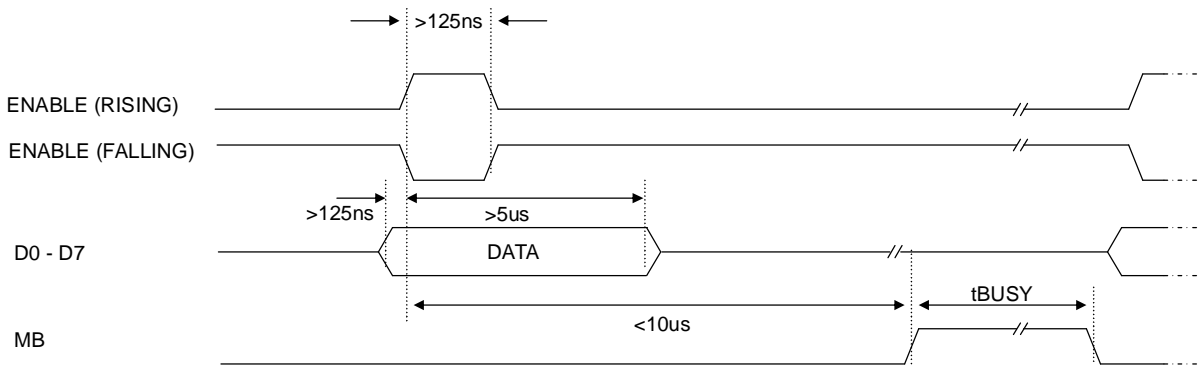 >125ns
ENABLE (RISING)
ENABLE (FALLING)
>125ns
>5us
D0 - D7
DATA
tBUSY
<10us
MB